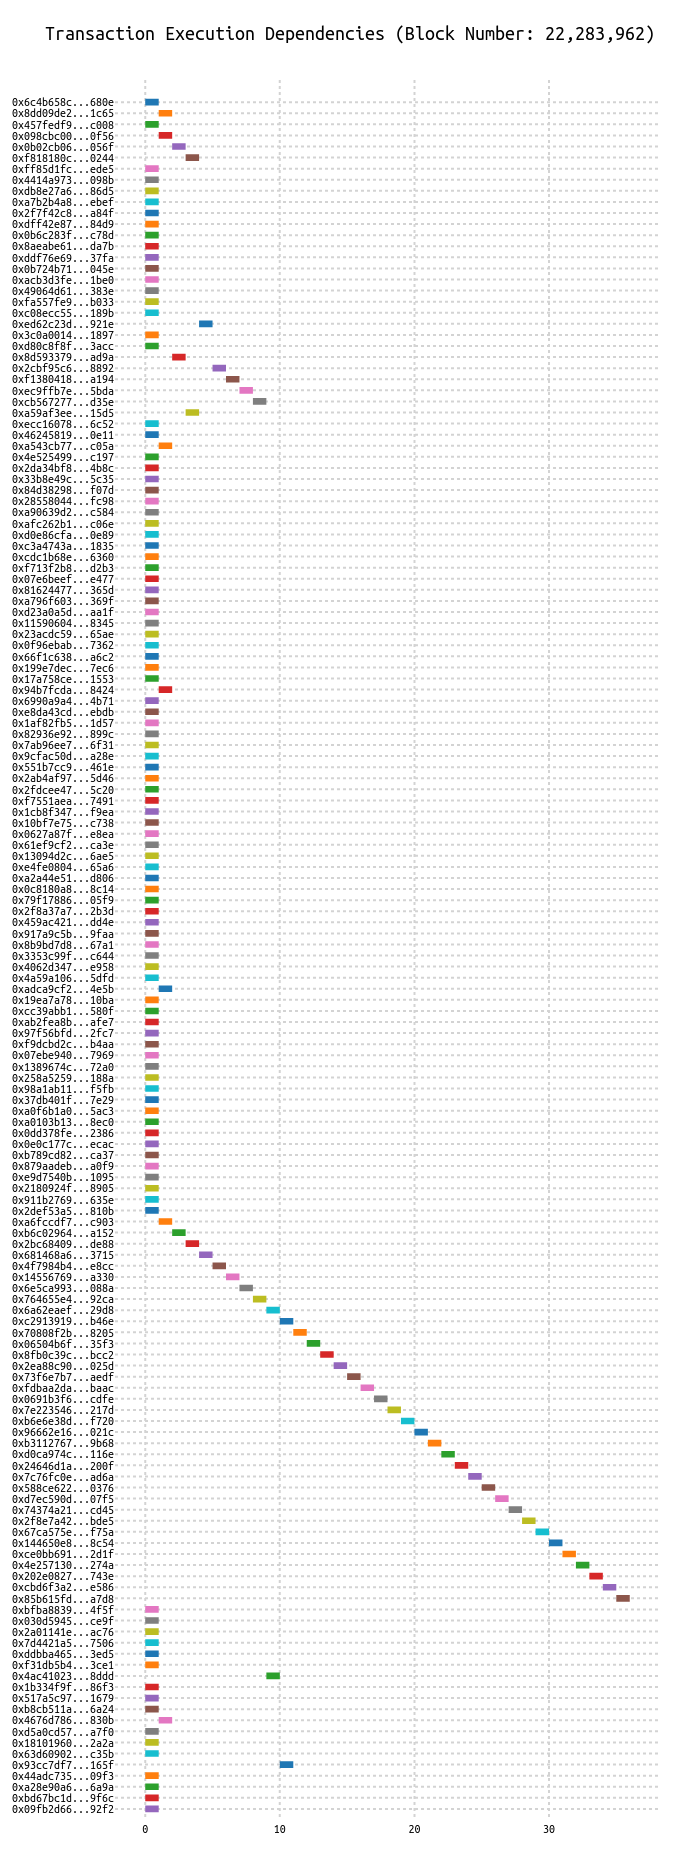 Transaction Execution Dependencies (Block Number: 22,283,962)
0x6c4b658c...680e
0x8dd09de2...1c65
0x457fedf9...c008
0x098cbc00...0f56
0x0b02cb06...056f
0xf818180c...0244
0xff85d1fc...ede5
0x4414a973...098b
0xdb8e27a6...86d5
0xa7b2b4a8...ebef
0x2f7f42c8...a84f
0xdff42e87...84d9
0x0b6c283f...c78d
0x8aeabe61...da7b
0xddf76e69...37fa
0x0b724b71...045e
0xacb3d3fe...1be0
0x49064d61...383e
0xfa557fe9...b033
0xc08ecc55...189b
0xed62c23d...921e
0x3c0a0014...1897
0xd80c8f8f...3acc
0x8d593379...ad9a
0x2cbf95c6...8892
0xf1380418...a194
0xec9ffb7e...5bda
0xcb567277...d35e
0xa59af3ee...15d5
0xecc16078...6c52
0x46245819...0e11
0xa543cb77...c05a
0x4e525499...c197
0x2da34bf8...4b8c
0x33b8e49c...5c35
0x84d38298...f07d
0x28558044...fc98
0xa90639d2...c584
0xafc262b1...c06e
0xd0e86cfa...0e89
0xc3a4743a...1835
0xcdc1b68e...6360
0xf713f2b8...d2b3
0x07e6beef...e477
0x81624477...365d
0xa796f603...369f
0xd23a0a5d...aa1f
0x11590604...8345
0x23acdc59...65ae
0x0f96ebab...7362
0x66f1c638...a6c2
0x199e7dec...7ec6
0x17a758ce...1553
0x94b7fcda...8424
0x6990a9a4...4b71
0xe8da43cd...ebdb
0x1af82fb5...1d57
0x82936e92...899c
0x7ab96ee7...6f31
0x9cfac50d...a28e
0x551b7cc9...461e
0x2ab4af97...5d46
0x2fdcee47...5c20
0xf7551aea...7491
0x1cb8f347...f9ea
0x10bf7e75...c738
0x0627a87f...e8ea
0x61ef9cf2...ca3e
0x13094d2c...6ae5
0xe4fe0804...65a6
0xa2a44e51...d806
0x0c8180a8...8c14
0x79f17886...05f9
0x2f8a37a7...2b3d
0x459ac421...dd4e
0x917a9c5b...9faa
0x8b9bd7d8...67a1
0x3353c99f...c644
0x4062d347...e958
0x4a59a106...5dfd
0xadca9cf2...4e5b
0x19ea7a78...10ba
0xcc39abb1...580f
0xab2fea8b...afe7
0x97f56bfd...2fc7
0xf9dcbd2c...b4aa
0x07ebe940...7969
0x1389674c...72a0
0x258a5259...188a
0x98a1ab11...f5fb
0x37db401f...7e29
0xa0f6b1a0...5ac3
0xa0103b13...8ec0
0x0dd378fe...2386
0x0e0c177c...ecac
0xb789cd82...ca37
0x879aadeb...a0f9
0xe9d7540b...1095
0x2180924f...8905
0x911b2769...635e
0x2def53a5...810b
0xa6fccdf7...c903
0xb6c02964...a152
0x2bc68409...de88
0x681468a6...3715
0x4f7984b4...e8cc
0x14556769...a330
0x6e5ca993...088a
0x764655e4...92ca
0x6a62eaef...29d8
0xc2913919...b46e
0x70808f2b...8205
0x06504b6f...35f3
0x8fb0c39c...bcc2
0x2ea88c90...025d
0x73f6e7b7...aedf
0xfdbaa2da...baac
0x0691b3f6...cdfe
0x7e223546...217d
0xb6e6e38d...f720
0x96662e16...021c
0xb3112767...9b68
0xd0ca974c...116e
0x24646d1a...200f
0x7c76fc0e...ad6a
0x588ce622...0376
0xd7ec590d...07f5
0x74374a21...cd45
0x2f8e7a42...bde5
0x67ca575e...f75a
0x144650e8...8c54
0xce0bb691...2d1f
0x4e257130...274a
0x202e0827...743e
0xcbd6f3a2...e586
0x85b615fd...a7d8
0xbfba8839...4f5f
0x030d5945...ce9f
0x2a01141e...ac76
0x7d4421a5...7506
0xddbba465...3ed5
0xf31db5b4...3ce1
0x4ac41023...8ddd
0x1b334f9f...86f3
0x517a5c97...1679
0xb8cb511a...6a24
0x4676d786...830b
0xd5a0cd57...a7f0
0x18101960...2a2a
0x63d60902...c35b
0x93cc7df7...165f
0x44adc735...09f3
0xa28e90a6...6a9a
0xbd67bc1d...9f6c
0x09fb2d66...92f2
0 10 20 30